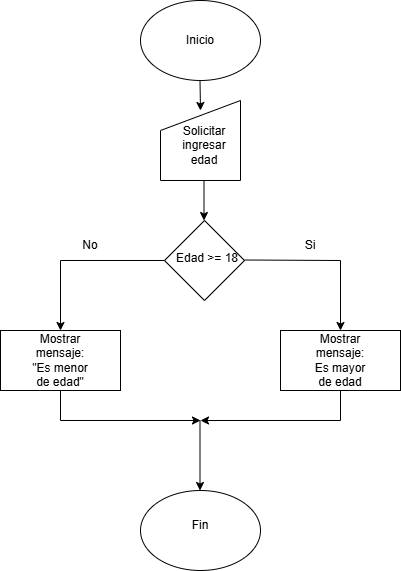 Inicio
Solicitar
ingresar
edad
Edad >= 18
No
Si
Mostrar
mensaje:
"Es menor
de edad"
Mostrar
mensaje:
Es mayor
de edad
Fin